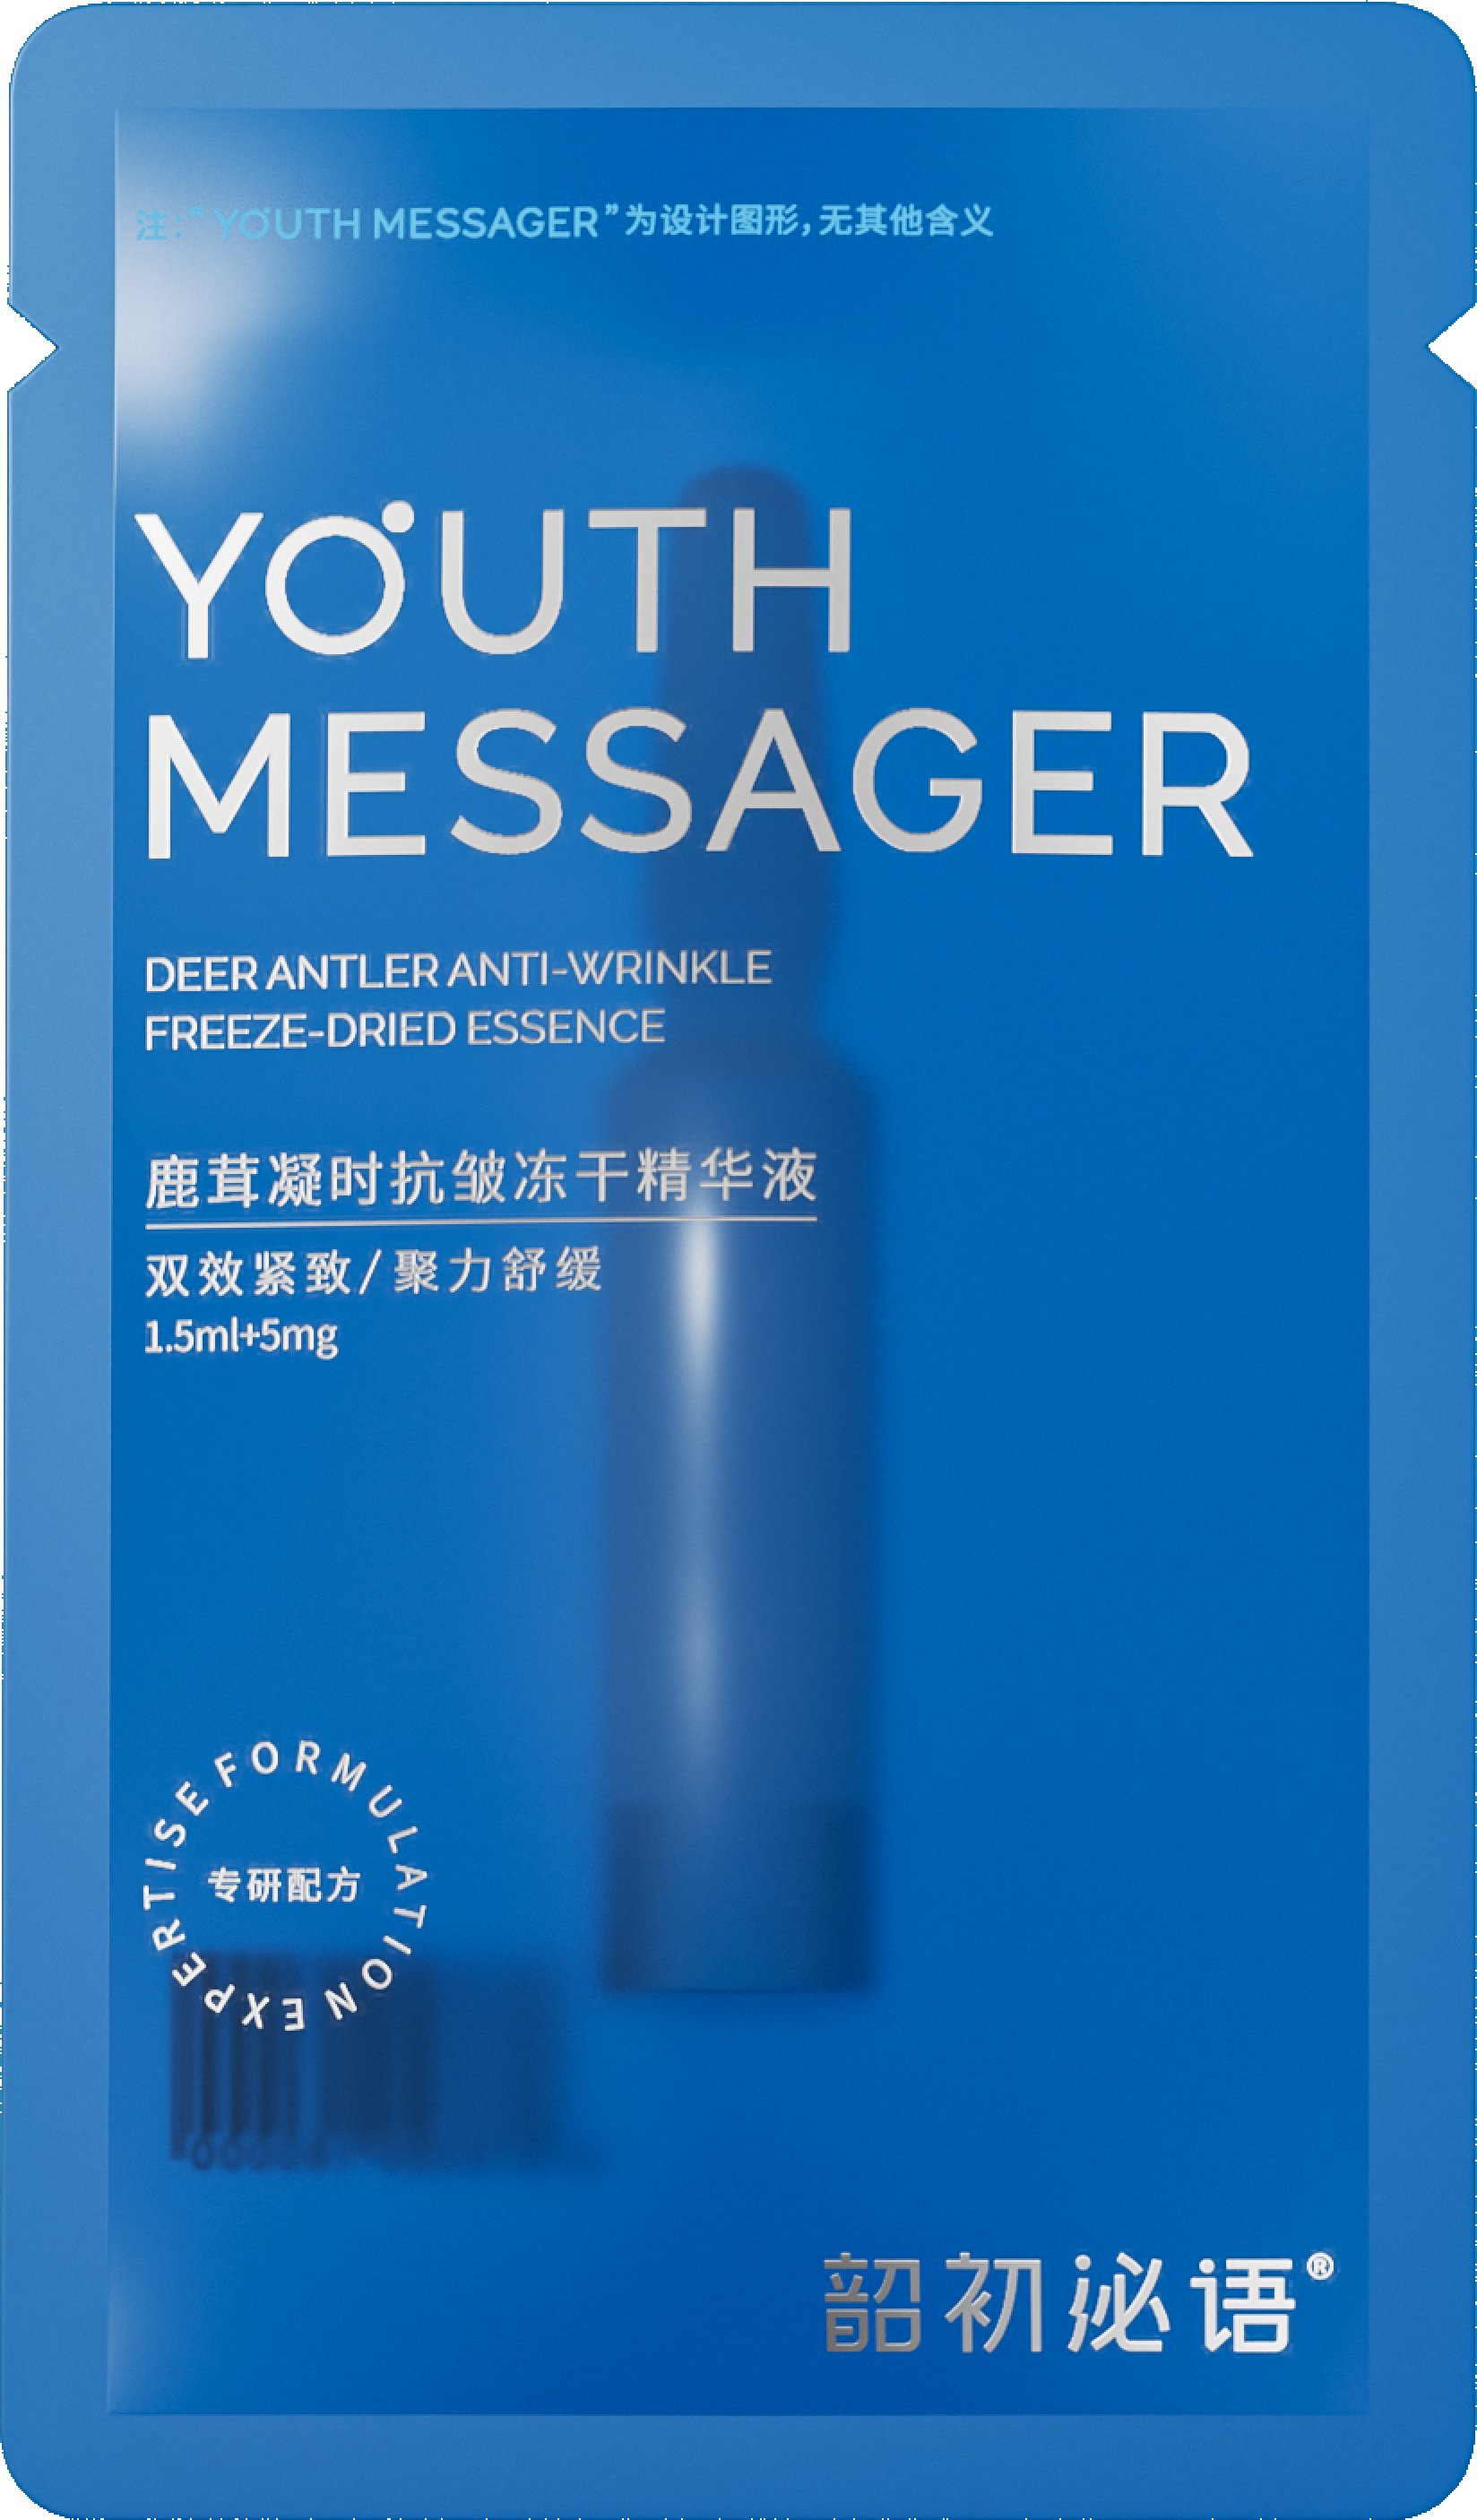 注：“YOUTH MESSAGER”为设计图形，无其他含义
YOUTH
MESSAGER
DEER ANTLER ANTI-WRINKLE
FREEZE-DRIED ESSENCE
鹿茸凝时抗皱冻干精华液
双效紧致/聚力舒缓
1.5ml+5mg
EXPERTISE FORMULATION
专研配方
韶初泌语®